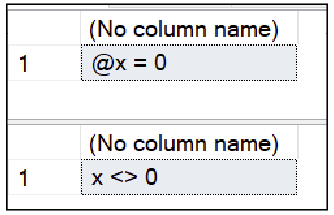 (No column name)
1 @x = 0
(No column name)
1 x <> 0